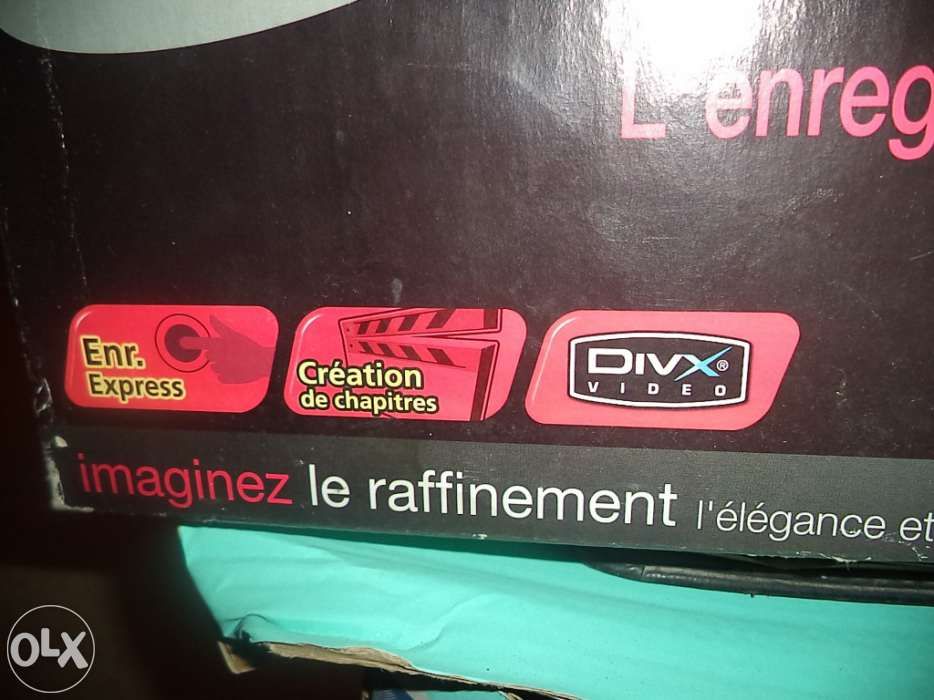 L'enreg
Enr.
Express
Création
de chapitres
DIVX®
VIDEO
imaginez le raffinement l'élégance et
OLX